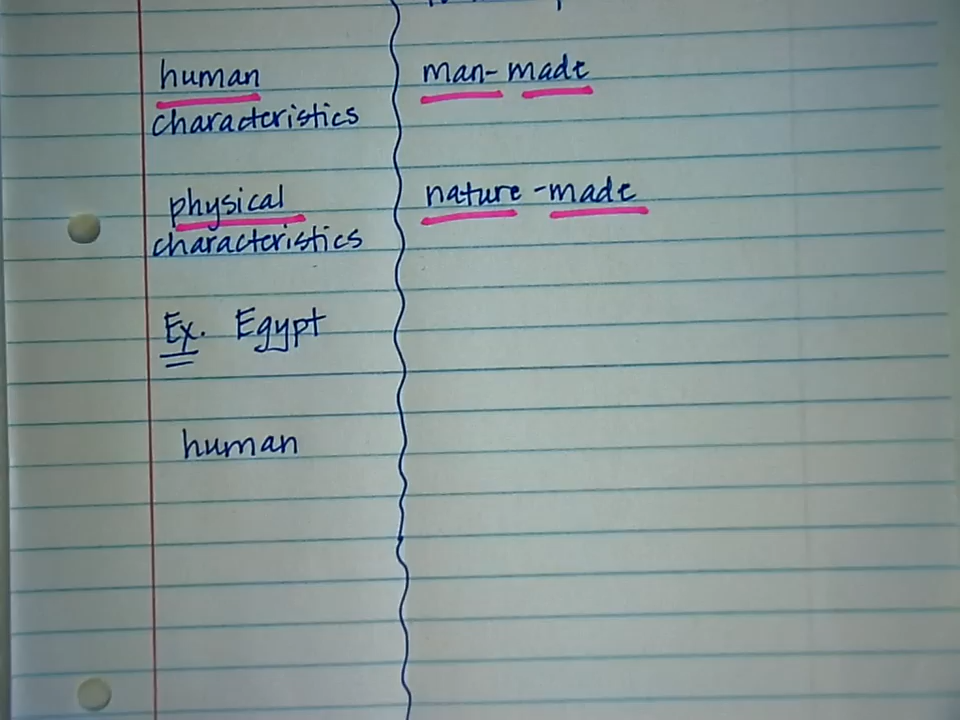 human man-made
characteristics
physical nature-made
characteristics
Ex. Egypt
human